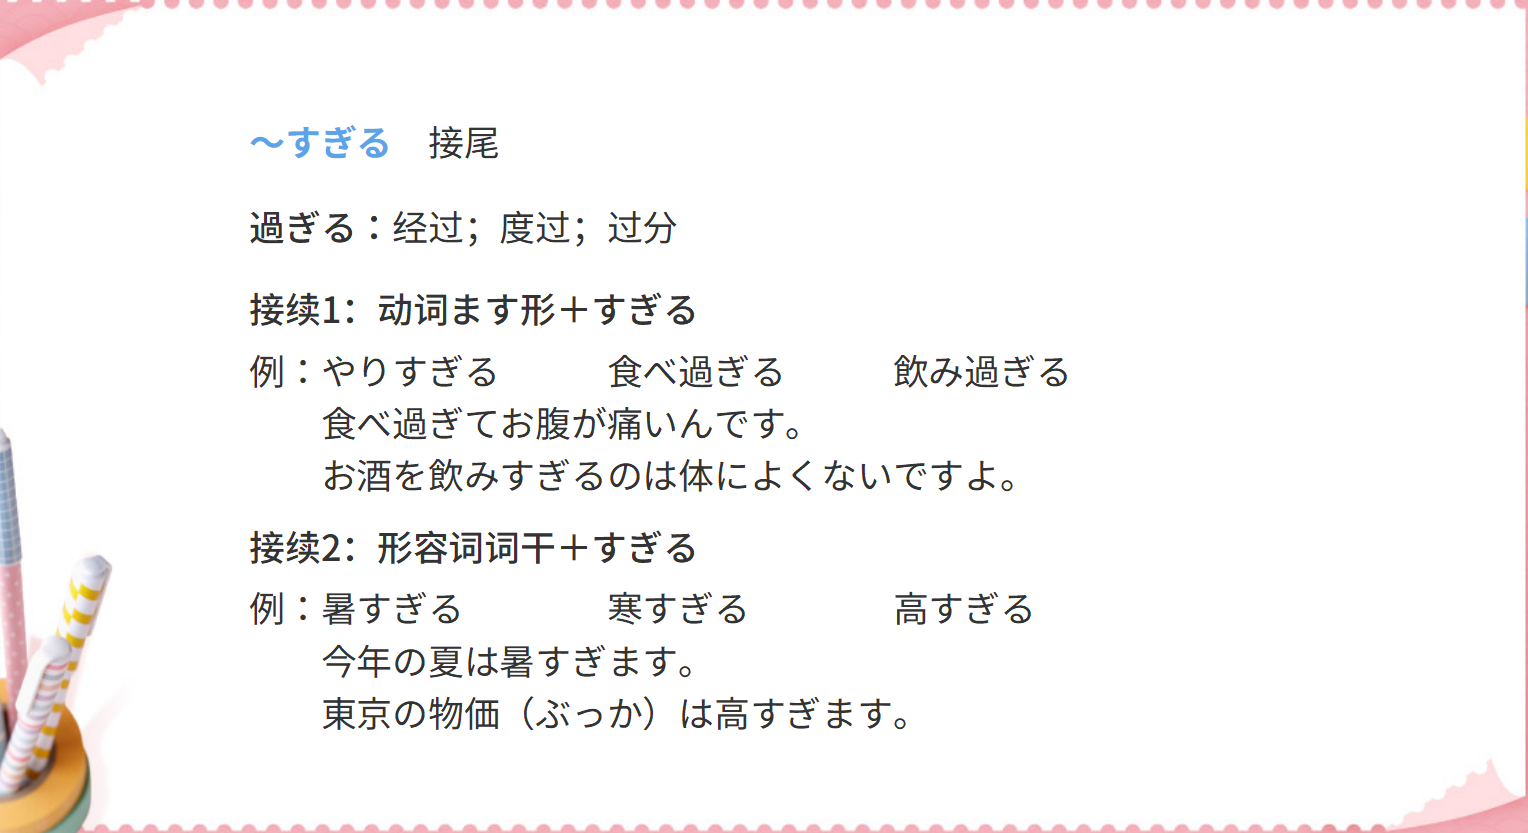 ～すぎる　接尾
過ぎる：经过；度过；过分
接续1：动词ます形＋すぎる
例：やりすぎる　　　食べ過ぎる　　　飲み過ぎる
食べ過ぎてお腹が痛いんです。
お酒を飲みすぎるのは体によくないですよ。
接续2：形容词词干＋すぎる
例：暑すぎる　　　　寒すぎる　　　　高すぎる
今年の夏は暑すぎます。
東京の物価（ぶっか）は高すぎます。